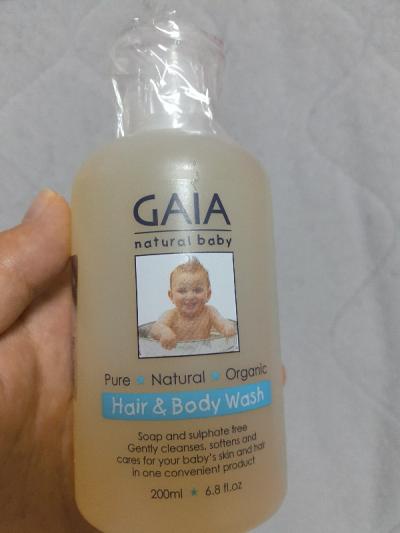 GAIA
natural baby
Pure ★ Natural ★ Organic
Hair & Body Wash
Soap and sulphate free
Gently cleanses, softens and
cares for your baby's skin and hair
in one convenient product
200ml ★ 6.8 fl.oz